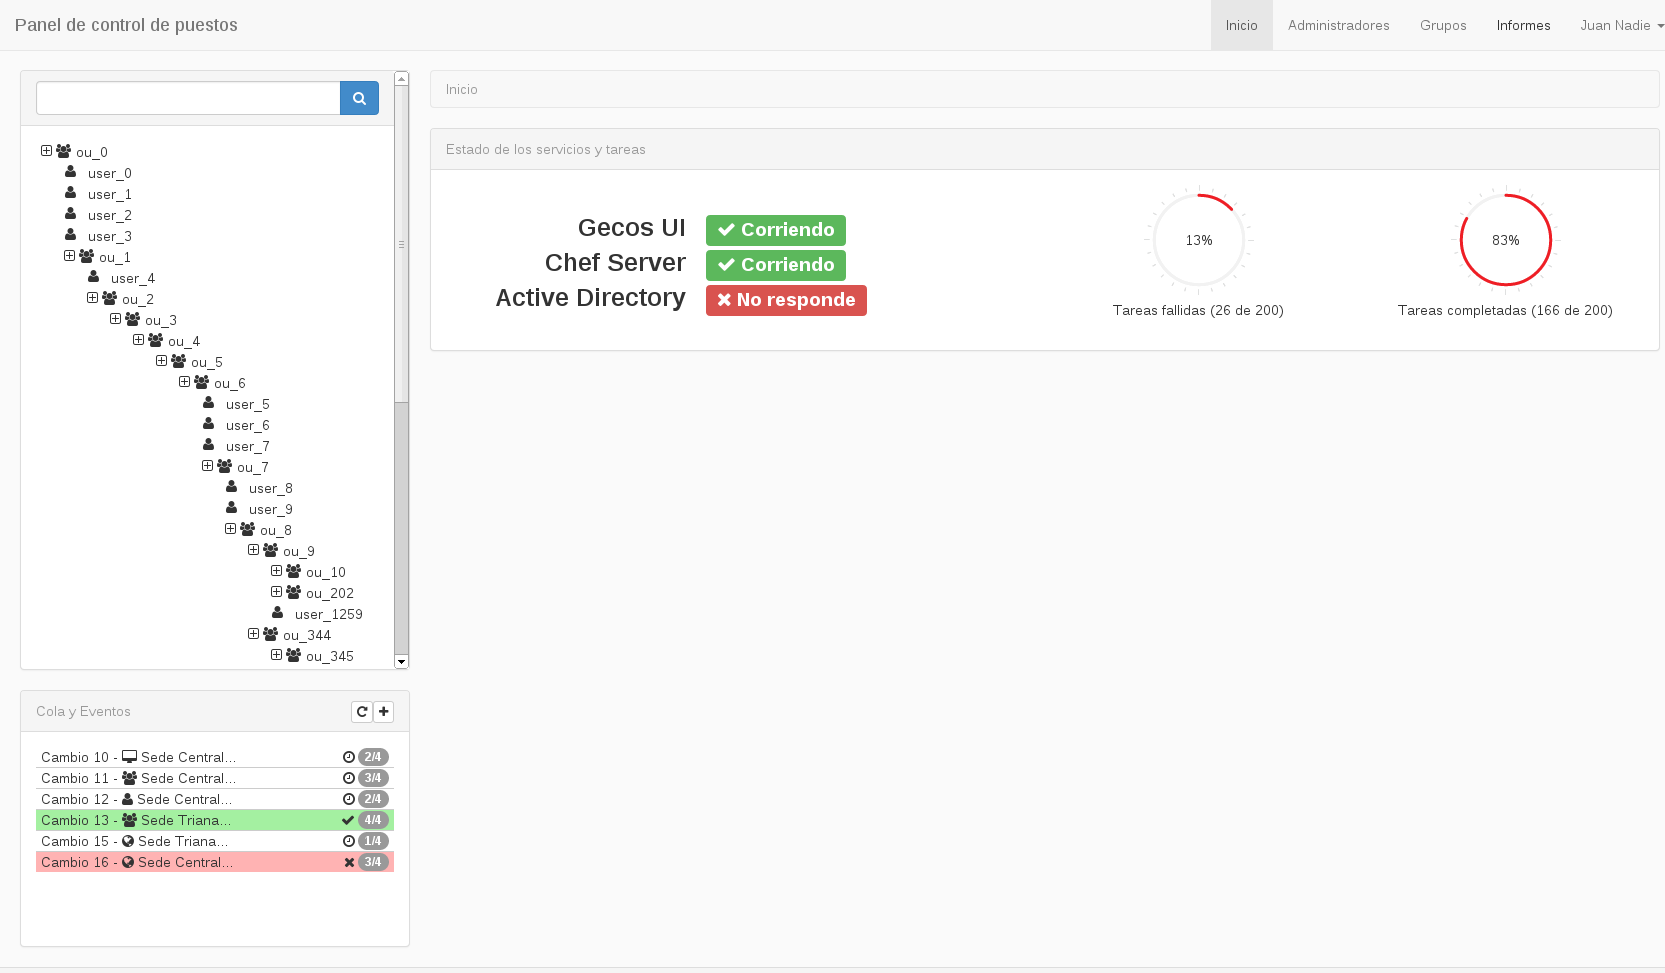 Panel de control de puestos
Inicio Administradores Grupos Informes Juan Nadie
ou_0
user_0
user_1
user_2
user_3
ou_1
user_4
ou_2
ou_3
ou_4
ou_5
ou_6
user_5
user_6
user_7
ou_7
user_8
user_9
ou_8
ou_9
ou_10
ou_202
user_1259
ou_344
ou_345
Cola y Eventos
Cambio 10 - Sede Central... 2/4
Cambio 11 - Sede Central... 3/4
Cambio 12 - Sede Central... 2/4
Cambio 13 - Sede Triana... 4/4
Cambio 15 - Sede Triana... 1/4
Cambio 16 - Sede Central... 3/4
Inicio
Estado de los servicios y tareas
Gecos UI Corriendo
Chef Server Corriendo
Active Directory No responde
13%
Tareas fallidas (26 de 200)
83%
Tareas completadas (166 de 200)